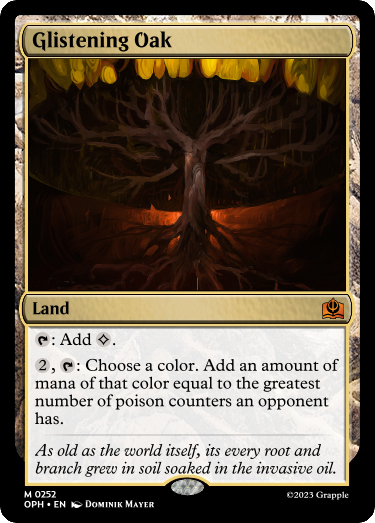 Glistening Oak
Land
: Add .
2, : Choose a color. Add an amount of
mana of that color equal to the greatest
number of poison counters an opponent
has.
As old as the world itself, its every root and
branch grew in soil soaked in the invasive oil.
M 0252
OPH • EN Dominik Mayer
©2023 Grapple